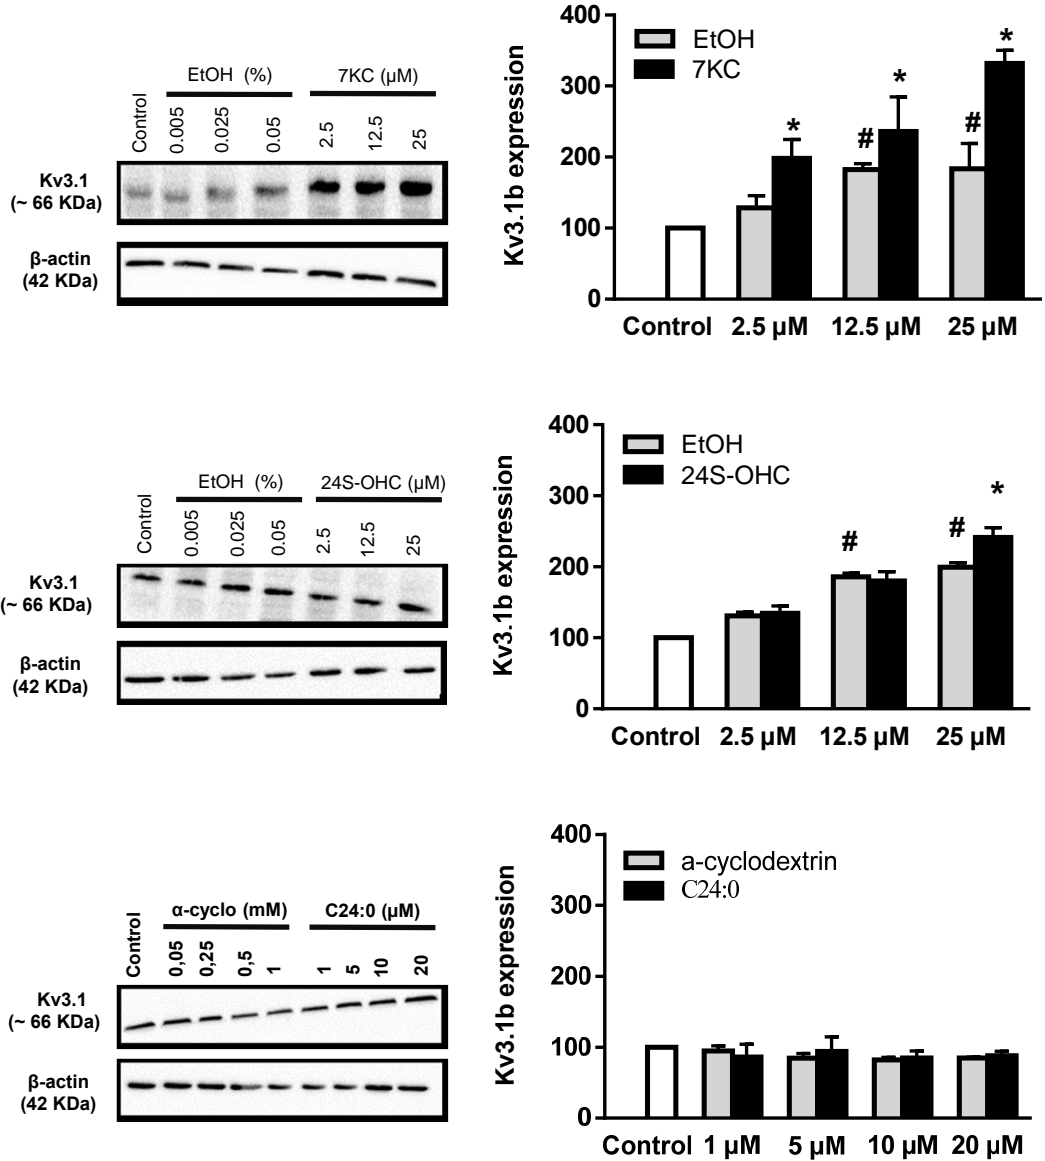 EtOH (%) 7KC (µM)
Control 0.005 0.025 0.05 2.5 12.5 25
Kv3.1
(~ 66 KDa)
β-actin
(42 KDa)
Kv3.1b expression
400
300
200
100
0
EtOH
7KC
* * *
# #
Control 2.5 µM 12.5 µM 25 µM
EtOH (%) 24S-OHC (µM)
Control 0.005 0.025 0.05 2.5 12.5 25
Kv3.1
(~ 66 KDa)
β-actin
(42 KDa)
Kv3.1b expression
400
300
200
100
0
EtOH
24S-OHC
*
# #
Control 2.5 µM 12.5 µM 25 µM
α-cyclo (mM) C24:0 (µM)
Control 0,05 0,25 0,5 1 1 5 10 20
Kv3.1
(~ 66 KDa)
β-actin
(42 KDa)
Kv3.1b expression
400
300
200
100
0
a-cyclodextrin
C24:0
Control 1 µM 5 µM 10 µM 20 µM